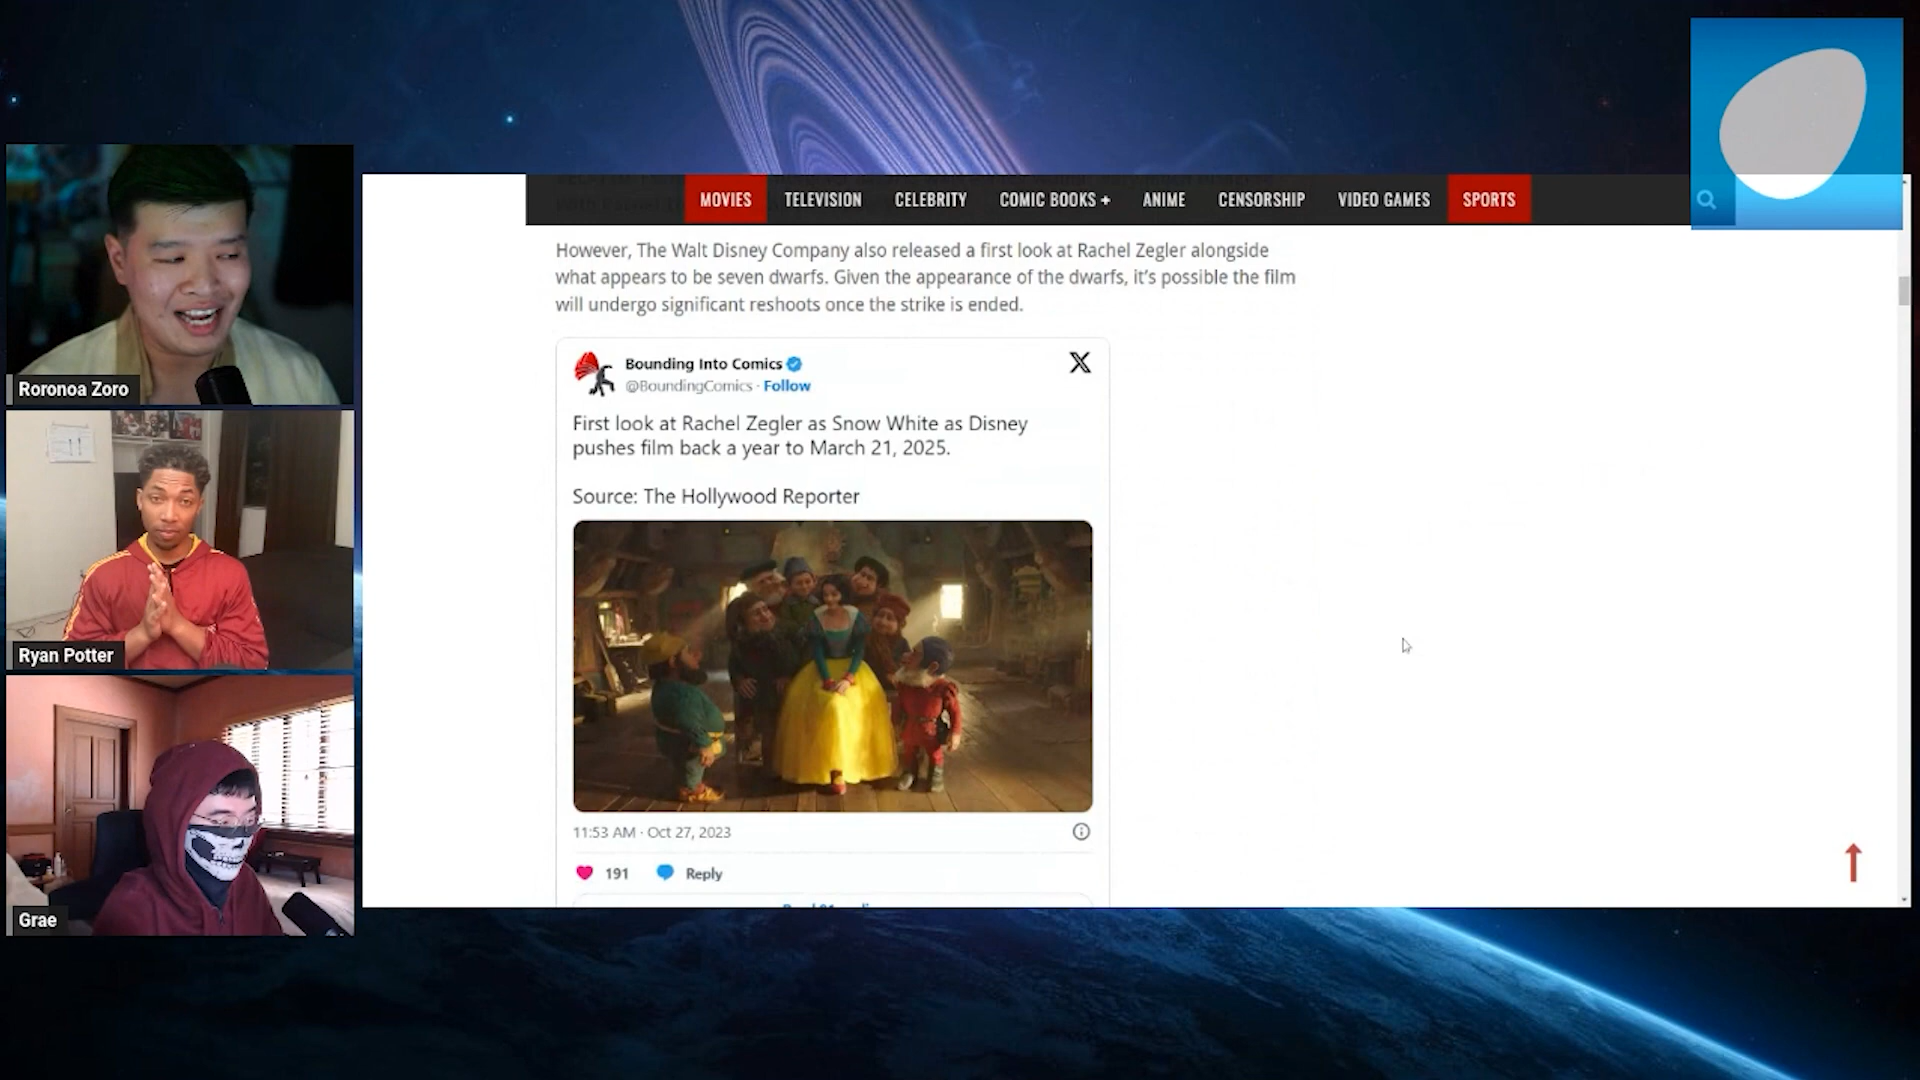 MOVIES TELEVISION CELEBRITY COMIC BOOKS + ANIME CENSORSHIP VIDEO GAMES SPORTS
However, The Walt Disney Company also released a first look at Rachel Zegler alongside
what appears to be seven dwarfs. Given the appearance of the dwarfs, it's possible the film
will undergo significant reshoots once the strike is ended.
Bounding Into Comics
@BoundingComics · Follow
First look at Rachel Zegler as Snow White as Disney
pushes film back a year to March 21, 2025.
Source: The Hollywood Reporter
11:53 AM · Oct 27, 2023
191 Reply
Roronoa Zoro
Ryan Potter
Grae